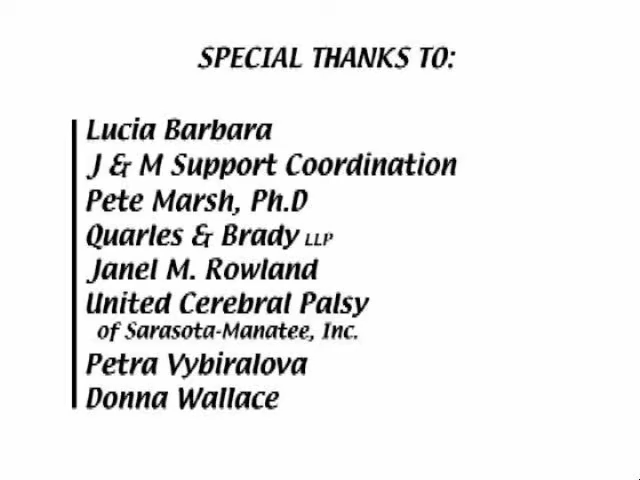 SPECIAL THANKS TO:
Lucia Barbara
J & M Support Coordination
Pete Marsh, Ph.D
Quarles & Brady LLP
Janel M. Rowland
United Cerebral Palsy
of Sarasota-Manatee, Inc.
Petra Vybiralova
Donna Wallace